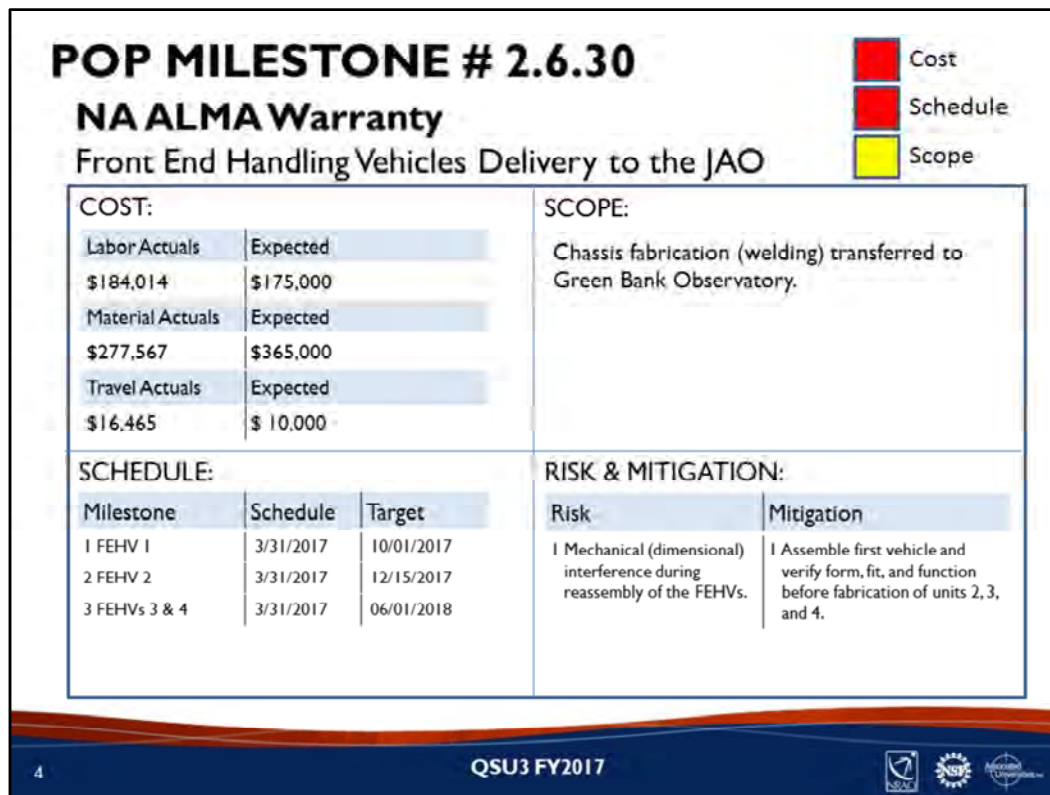 POP MILESTONE # 2.6.30
NA ALMA Warranty
Front End Handling Vehicles Delivery to the JAO
Cost
Schedule
Scope
COST:
Labor Actuals Expected
$184,014 $175,000
Material Actuals Expected
$277,567 $365,000
Travel Actuals Expected
$16,465 $ 10,000
SCOPE:
Chassis fabrication (welding) transferred to
Green Bank Observatory.
SCHEDULE:
Milestone Schedule Target
1 FEHV 1 3/31/2017 10/01/2017
2 FEHV 2 3/31/2017 12/15/2017
3 FEHVs 3 & 4 3/31/2017 06/01/2018
RISK & MITIGATION:
Risk Mitigation
1 Mechanical (dimensional) 1 Assemble first vehicle and
interference during verify form, fit, and function
reassembly of the FEHVs. before fabrication of units 2, 3,
and 4.
4
QSU3 FY2017
NRAO
NSF
Associated
Universities